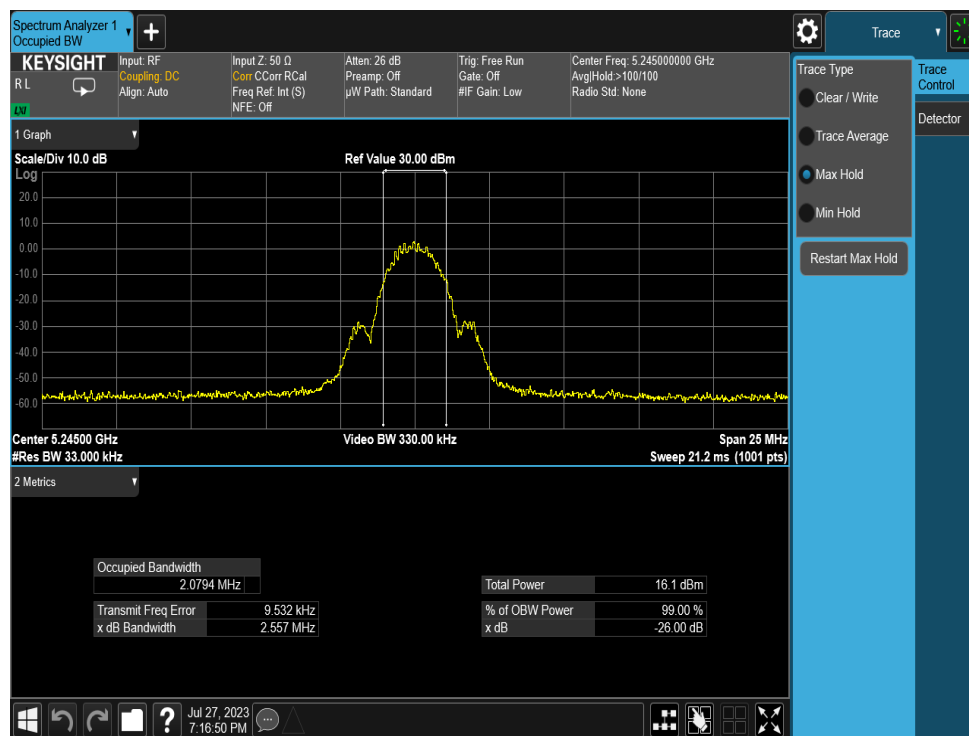 Spectrum Analyzer 1
Occupied BW
+
Trace
KEYSIGHT
R L
LXI
Input: RF
Coupling: DC
Align: Auto
Input Z: 50 Ω
Corr CCorr RCal
Freq Ref: Int (S)
NFE: Off
Atten: 26 dB
Preamp: Off
µW Path: Standard
Trig: Free Run
Gate: Off
#IF Gain: Low
Center Freq: 5.245000000 GHz
Avg|Hold:>100/100
Radio Std: None
Trace Type
Clear / Write
Trace Average
Max Hold
Min Hold
Restart Max Hold
Trace
Control
Detector
1 Graph
Scale/Div 10.0 dB
Ref Value 30.00 dBm
Log
20.0
10.0
0.00
-10.0
-20.0
-30.0
-40.0
-50.0
-60.0
Center 5.24500 GHz
Video BW 330.00 kHz
Span 25 MHz
#Res BW 33.000 kHz
Sweep 21.2 ms (1001 pts)
2 Metrics
Occupied Bandwidth
2.0794 MHz
Total Power 16.1 dBm
Transmit Freq Error 9.532 kHz
% of OBW Power 99.00 %
x dB Bandwidth 2.557 MHz
x dB -26.00 dB
?
Jul 27, 2023
7:16:50 PM